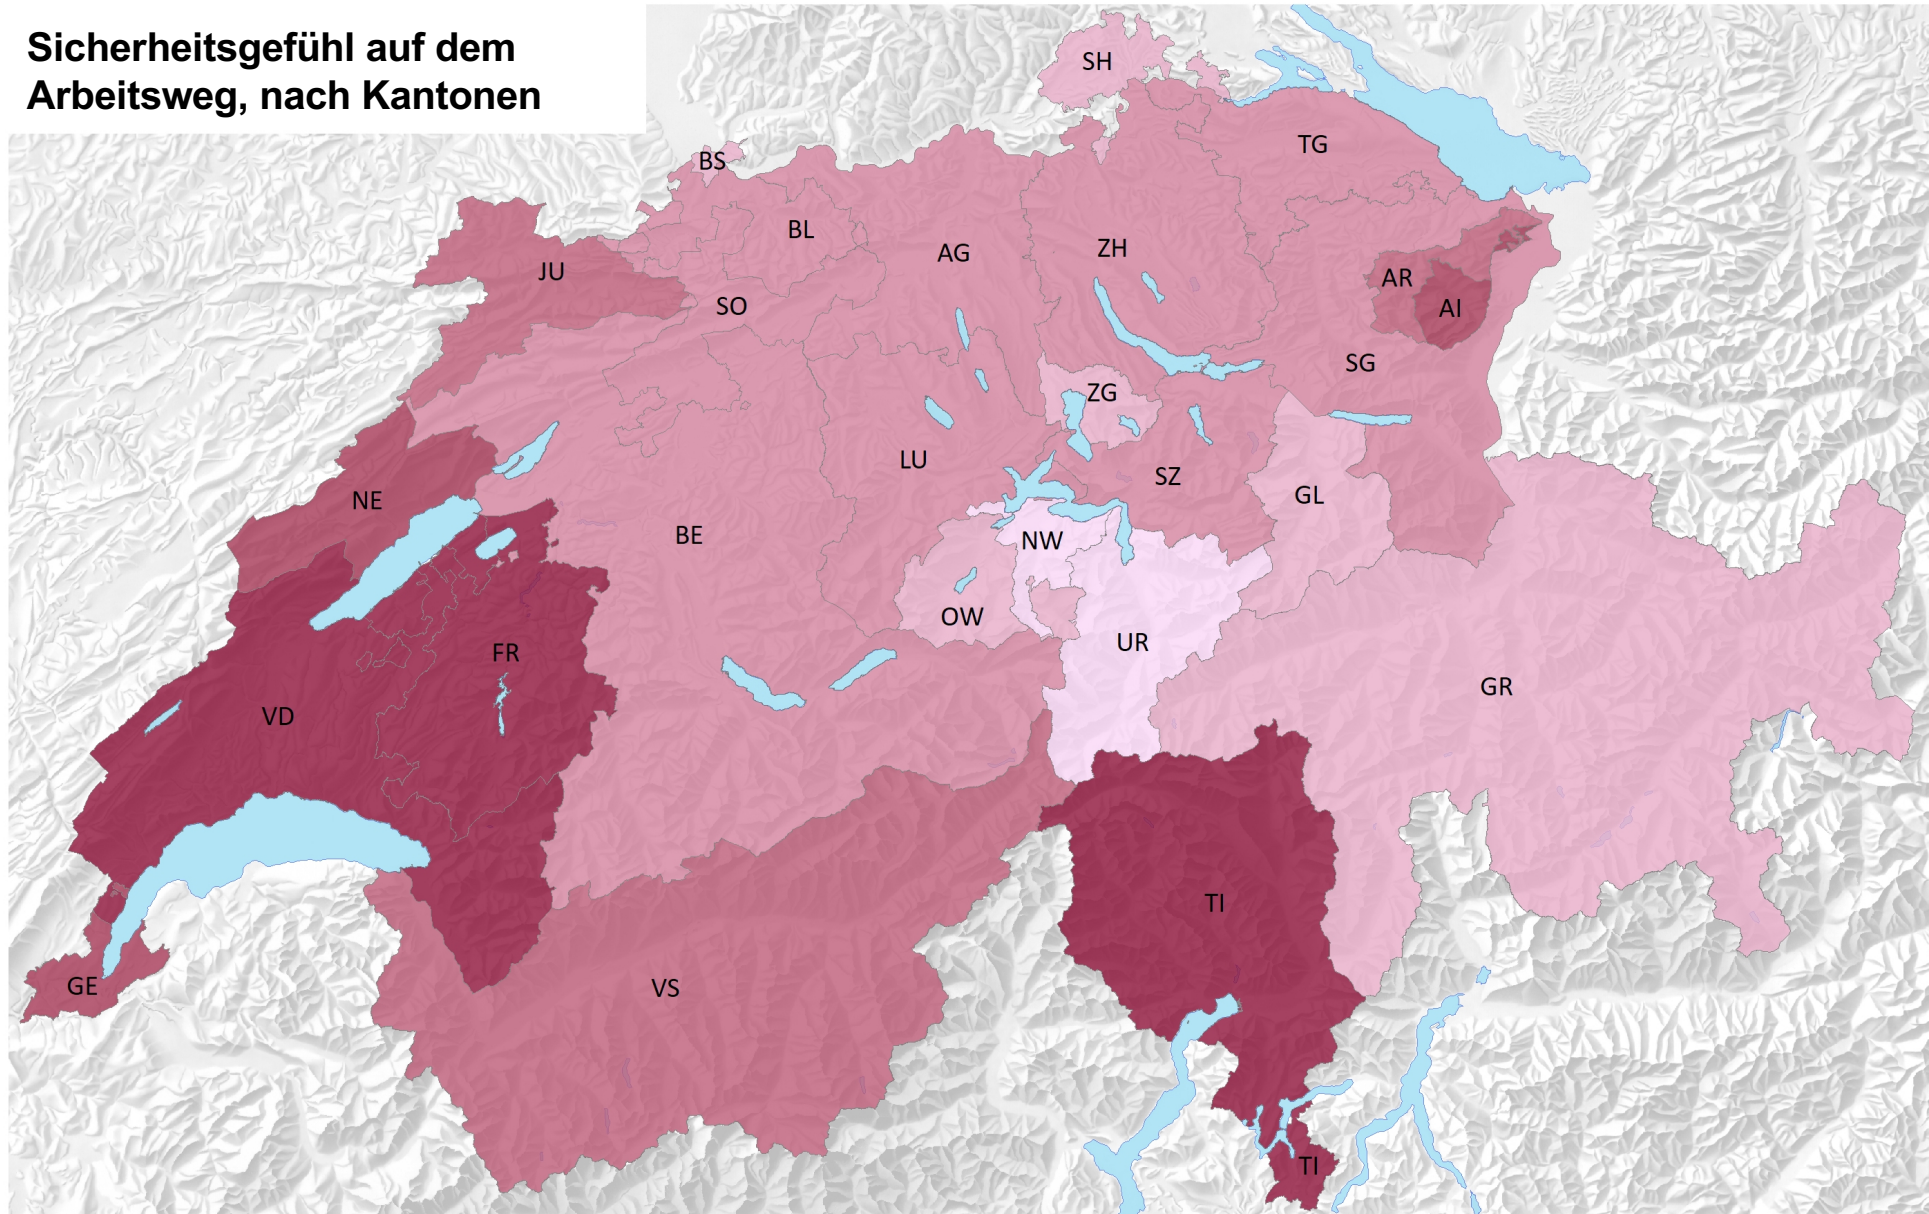 Sicherheitsgefühl auf dem
Arbeitsweg, nach Kantonen
SH
TG
BS
BL
AG
ZH
JU
SO
AR
AI
SG
ZG
LU
SZ
NE
GL
BE
NW
OW
UR
FR
GR
VD
TI
GE
VS
TI